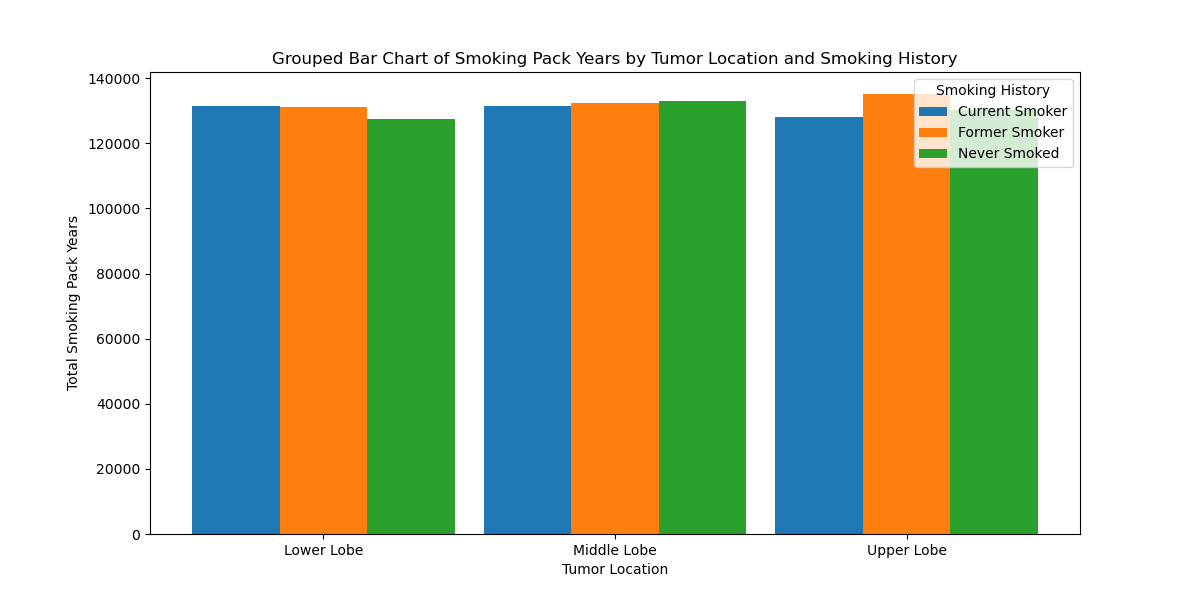 Grouped Bar Chart of Smoking Pack Years by Tumor Location and Smoking History
Total Smoking Pack Years
140000
120000
100000
80000
60000
40000
20000
0
Smoking History
Current Smoker
Former Smoker
Never Smoked
Lower Lobe
Middle Lobe
Upper Lobe
Tumor Location